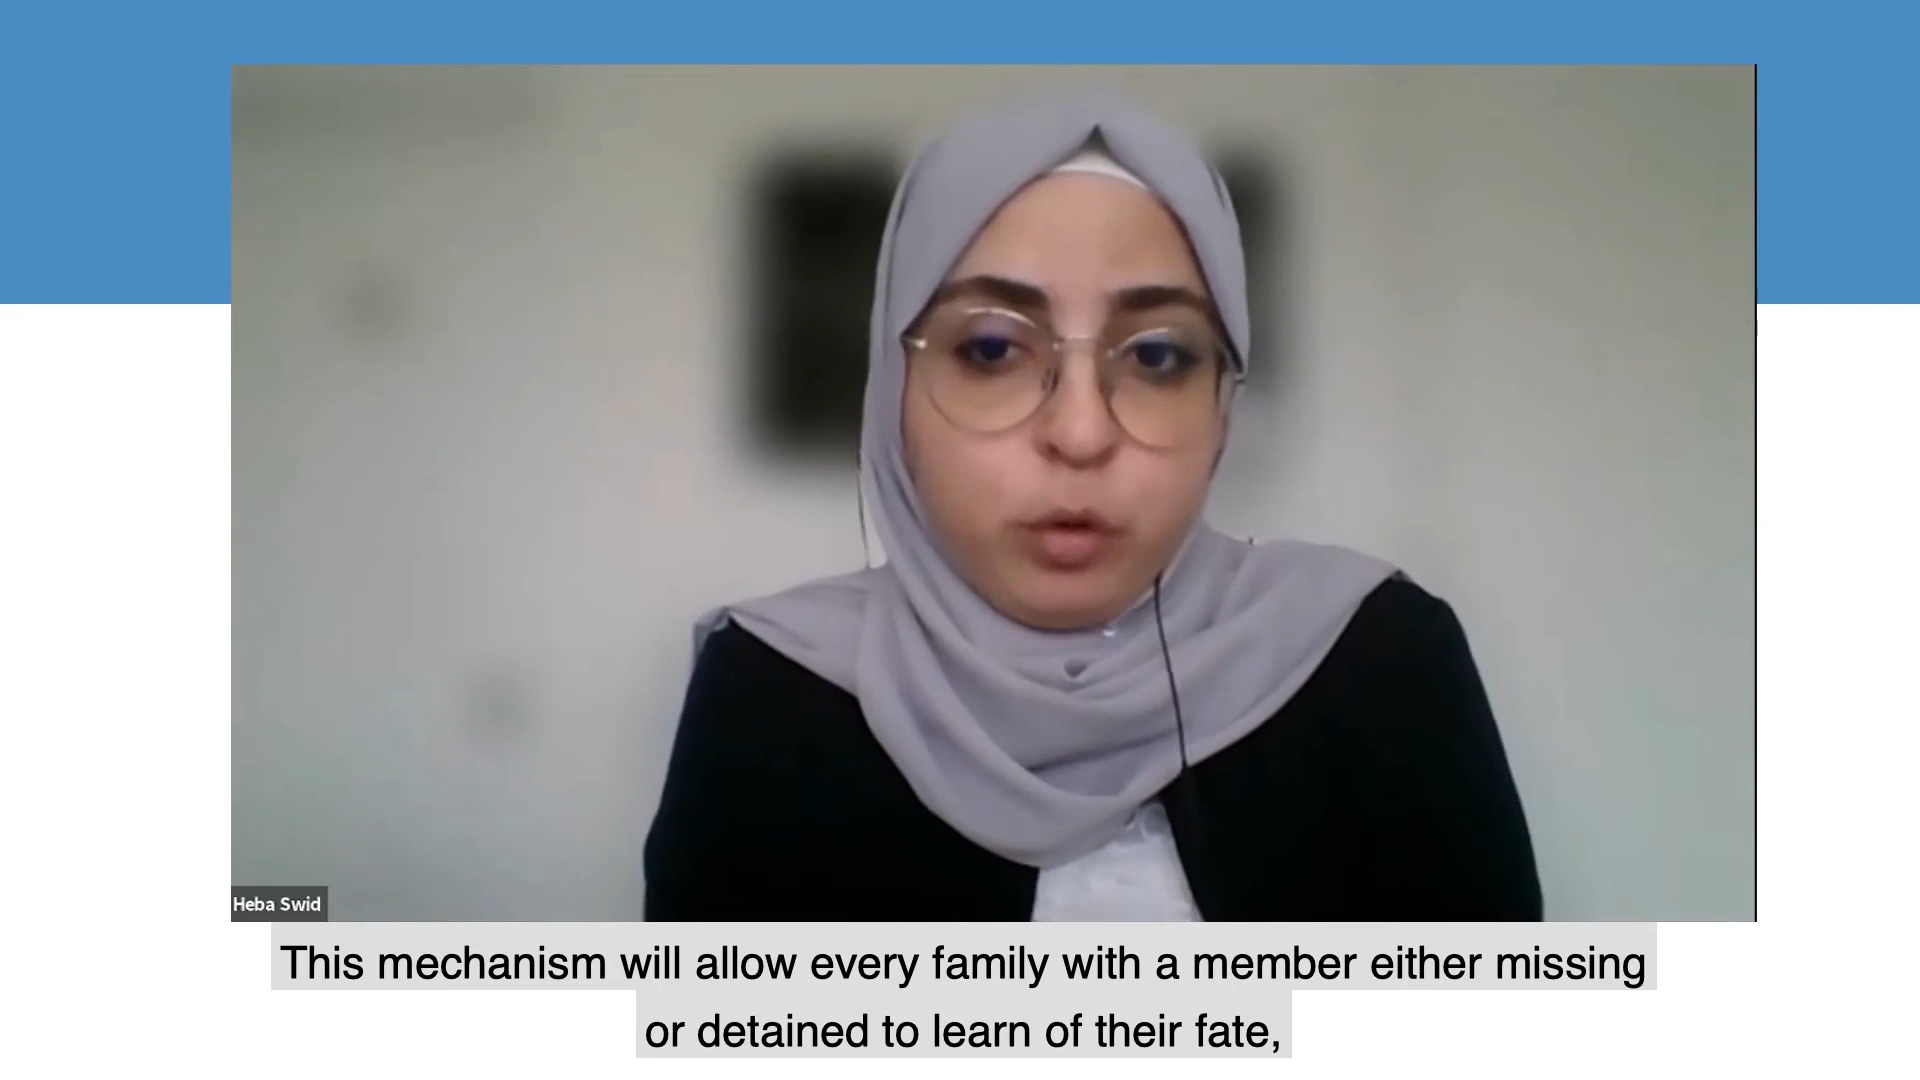 Heba Swid
This mechanism will allow every family with a member either missing
or detained to learn of their fate,